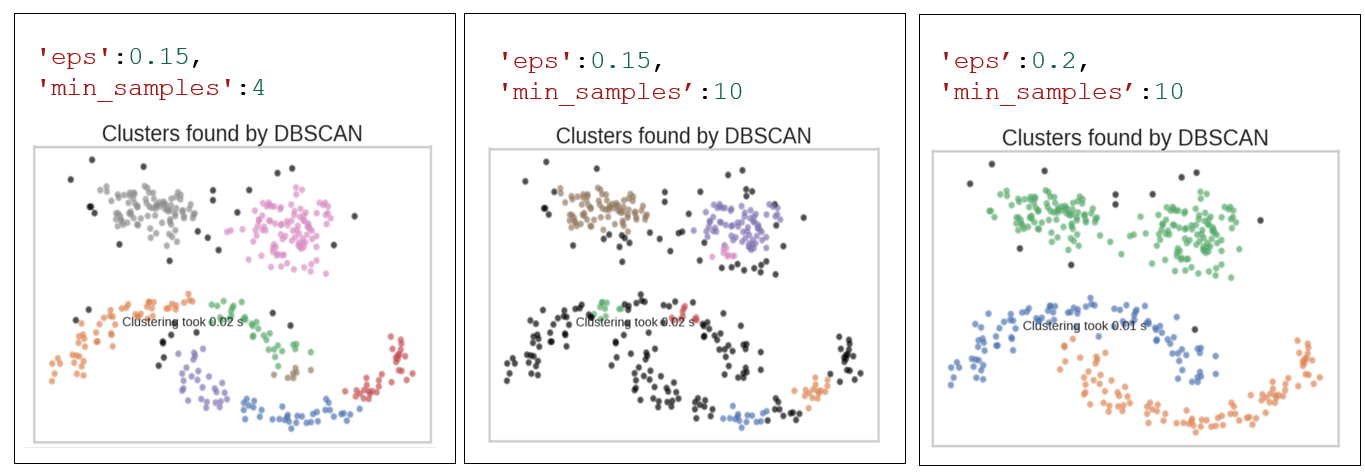 'eps':0.15,
'min_samples':4
Clusters found by DBSCAN
Clustering took 0.02 s
'eps':0.15,
'min_samples’:10
Clusters found by DBSCAN
Clustering took 0.02 s
'eps’:0.2,
'min_samples’:10
Clusters found by DBSCAN
Clustering took 0.01 s